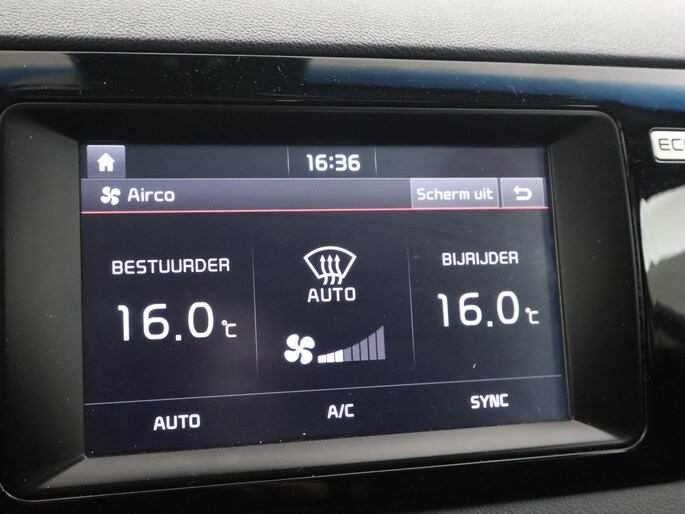 16:36
Airco
Scherm uit
BESTUURDER
16.0 °C
AUTO
BIJRIJDER
16.0 °C
AUTO
A/C
SYNC